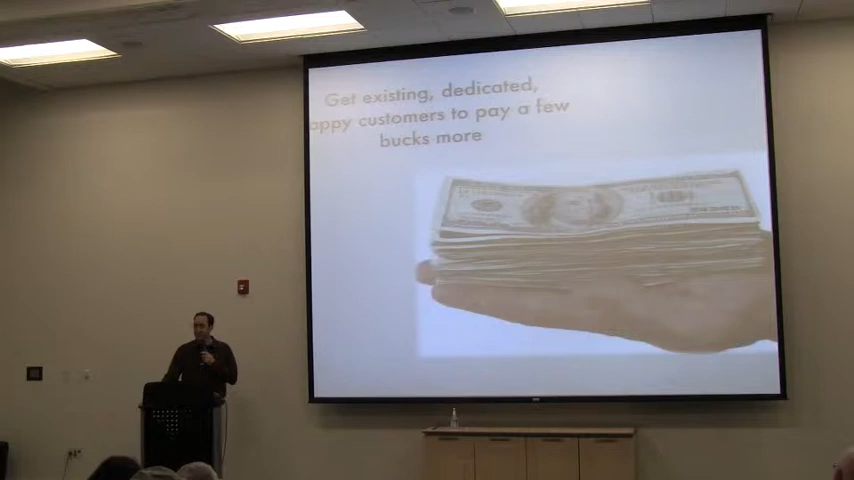 Get existing, dedicated,
appy customers to pay a few
bucks more